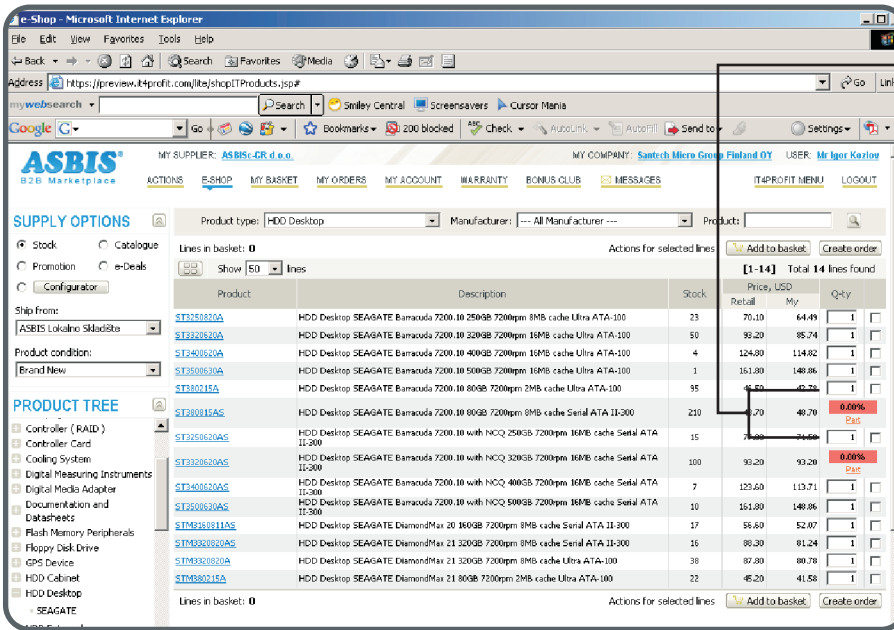 e-Shop - Microsoft Internet Explorer
File Edit View Favorites Tools Help
Back Search Favorites Media
Address https://preview.it4profit.com/lite/shopITProducts.jsp# Go Link
mywebsearch Search Smiley Central Screensavers Cursor Mania
Google G Go Bookmarks 200 blocked Check AutoLink AutoFill Send to Settings
ASBIS
B2B Marketplace
MY SUPPLIER: ASBISc-CR d.o.o. MY COMPANY: Santech Micro Group Finland OY USER: Mr Igor Kozlov
ACTIONS E-SHOP MY BASKET MY ORDERS MY ACCOUNT WARRANTY BONUS CLUB MESSAGES IT4PROFIT MENU LOGOUT
SUPPLY OPTIONS
Stock Catalogue
Promotion e-Deals
Configurator
Ship from:
ASBIS Lokalno Skladište
Product condition:
Brand New
PRODUCT TREE
Controller ( RAID )
Controller Card
Cooling System
Digital Measuring Instruments
Digital Media Adapter
Documentation and
Datasheets
Flash Memory Peripherals
Floppy Disk Drive
GPS Device
HDD Cabinet
HDD Desktop
SEAGATE
Product type: HDD Desktop Manufacturer: --- All Manufacturer --- Product:
Lines in basket: 0 Actions for selected lines Add to basket Create order
Show 50 lines [1-14] Total 14 lines found
Product Description Stock Price, USD Q-ty
Retail My
ST3250820A HDD Desktop SEAGATE Barracuda 7200.10 250GB 7200rpm 8MB cache Ultra ATA-100 23 70.10 64.49 1
ST3320620A HDD Desktop SEAGATE Barracuda 7200.10 320GB 7200rpm 16MB cache Ultra ATA-100 50 93.20 85.74 1
ST3400620A HDD Desktop SEAGATE Barracuda 7200.10 400GB 7200rpm 16MB cache Ultra ATA-100 4 124.80 114.82 1
ST3500630A HDD Desktop SEAGATE Barracuda 7200.10 500GB 7200rpm 16MB cache Ultra ATA-100 1 161.80 148.86 1
ST380215A HDD Desktop SEAGATE Barracuda 7200.10 80GB 7200rpm 2MB cache Ultra ATA-100 95 42.78 1
ST380815AS HDD Desktop SEAGATE Barracuda 7200.10 80GB 7200rpm 8MB cache Serial ATA II-300 210 48.70 0.00%
Part
ST3250620AS HDD Desktop SEAGATE Barracuda 7200.10 with NCQ 250GB 7200rpm 16MB cache Serial ATA
II-300 15 1
ST3320620AS HDD Desktop SEAGATE Barracuda 7200.10 with NCQ 320GB 7200rpm 16MB cache Serial ATA
II-300 100 93.20 93.20 0.00%
Part
ST3400620AS HDD Desktop SEAGATE Barracuda 7200.10 with NCQ 400GB 7200rpm 16MB cache Serial ATA
II-300 7 123.60 113.71 1
ST3500630AS HDD Desktop SEAGATE Barracuda 7200.10 with NCQ 500GB 7200rpm 16MB cache Serial ATA
II-300 10 161.80 148.86 1
STM3160811AS HDD Desktop SEAGATE DiamondMax 20 160GB 7200rpm 8MB cache Serial ATA II-300 17 56.60 52.07 1
STM3320820AS HDD Desktop SEAGATE DiamondMax 21 320GB 7200rpm 8MB cache Serial ATA II-300 16 88.30 81.24 1
STM3320820A HDD Desktop SEAGATE DiamondMax 21 320GB 7200rpm 8MB cache Ultra ATA-100 38 87.80 80.78 1
STM380215A HDD Desktop SEAGATE DiamondMax 21 80GB 7200rpm 2MB cache Ultra ATA-100 22 45.20 41.58 1
Lines in basket: 0 Actions for selected lines Add to basket Create order